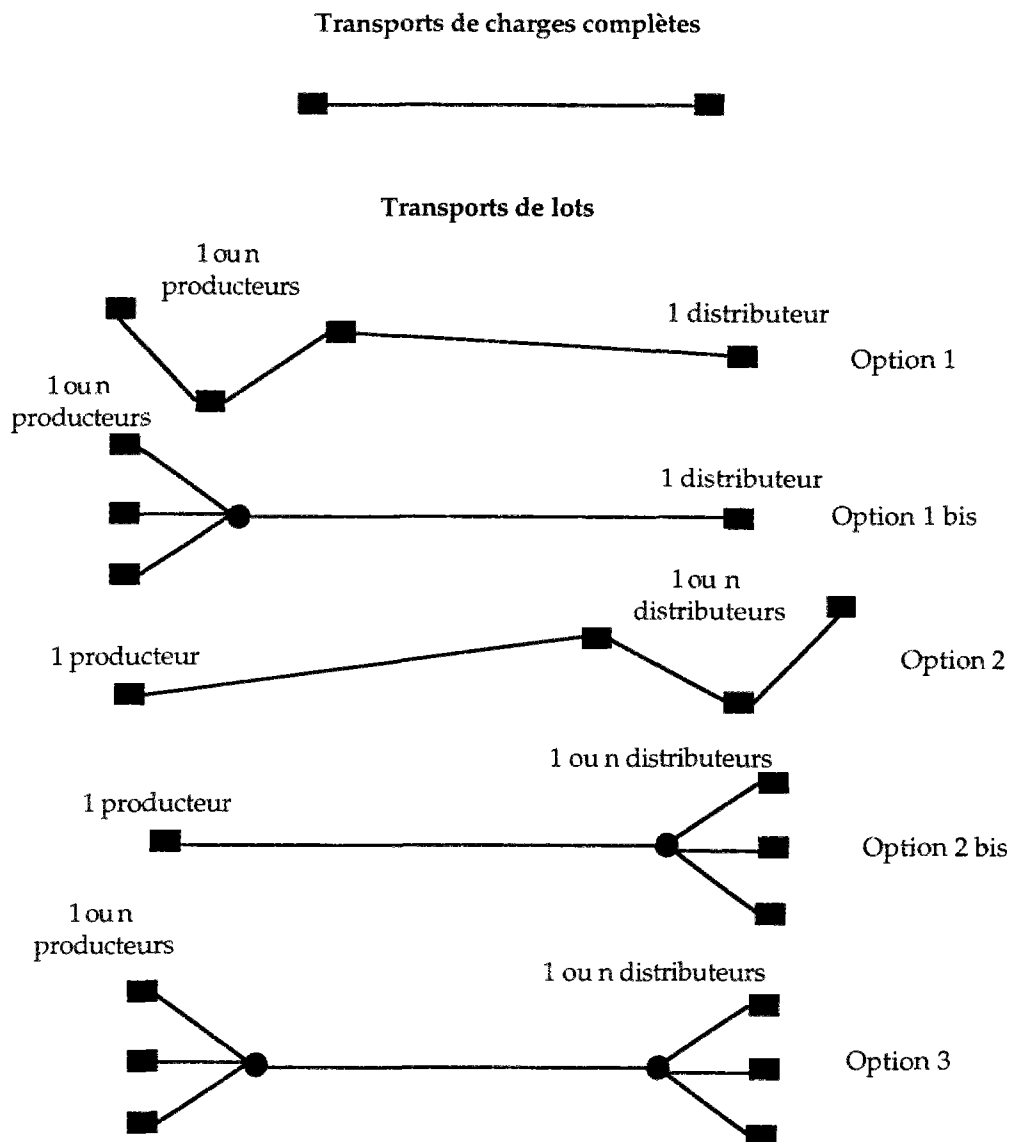 Transports de charges complètes
Transports de lots
1 ou n
producteurs
1 distributeur
Option 1
1 ou n
producteurs
1 distributeur
Option 1 bis
1 ou n
distributeurs
1 producteur
Option 2
1 ou n distributeurs
1 producteur
Option 2 bis
1 ou n
producteurs
1 ou n distributeurs
Option 3